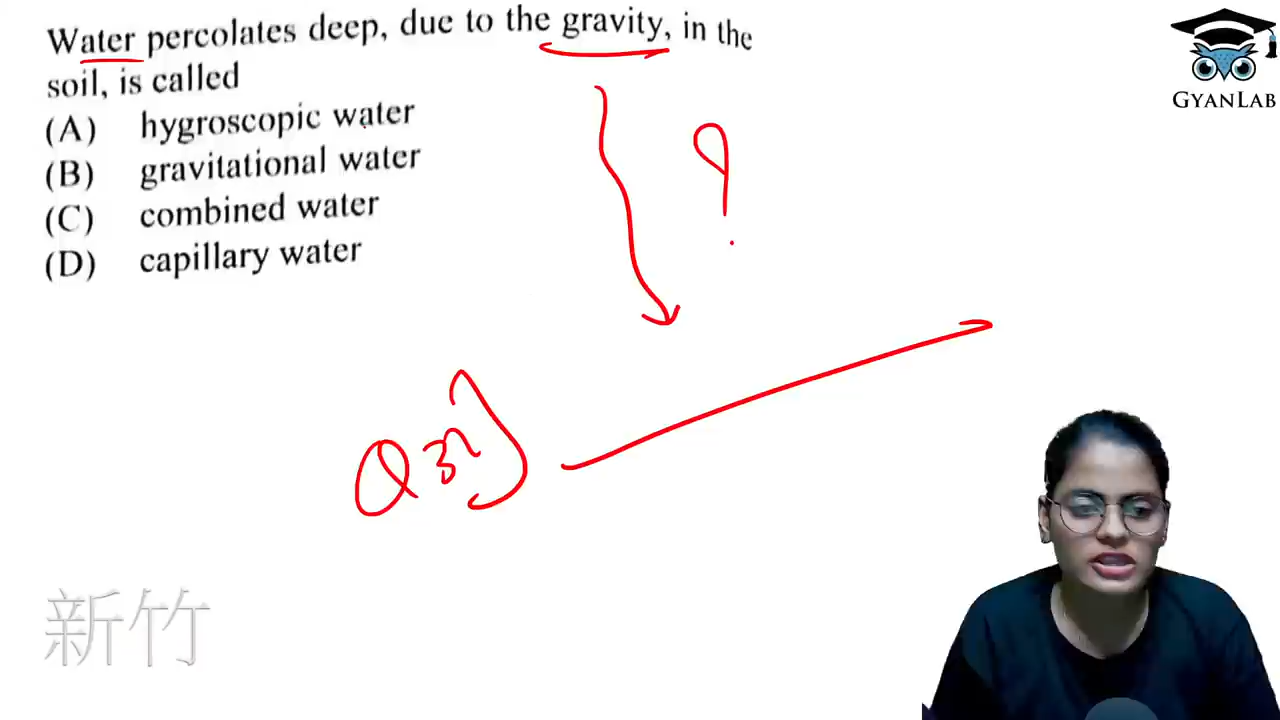 Water percolates deep, due to the gravity, in the
soil, is called
(A) hygroscopic water
(B) gravitational water
(C) combined water
(D) capillary water
?
GYANLAB
新竹